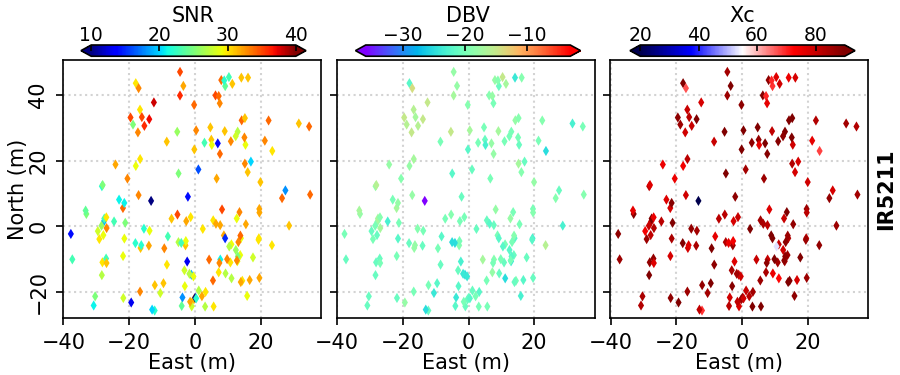 SNR DBV Xc
10 20 30 40 −30 −20 −10 20 40 60 80
40
20
0
−20
North (m)
IR5211
−40 −20 0 20 −40 −20 0 20 −40 −20 0 20
East (m) East (m) East (m)